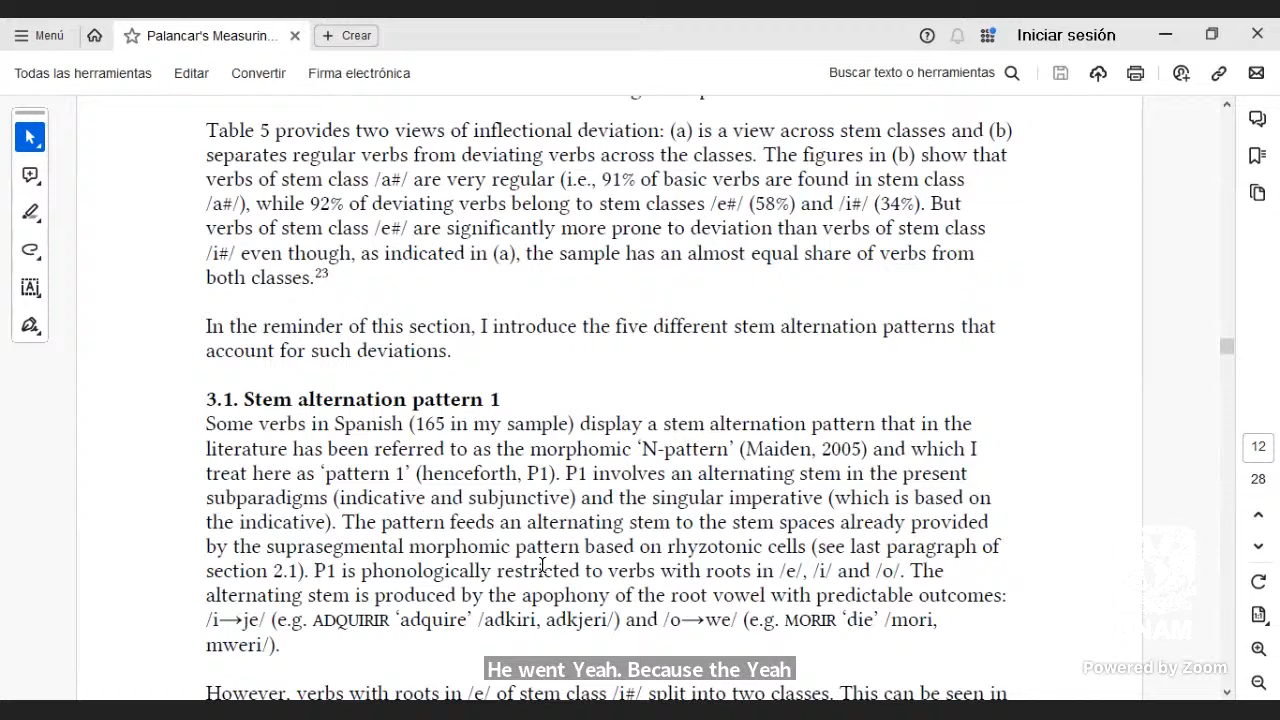 Menú
Palancar's Measurin...
Crear
Iniciar sesión
Todas las herramientas
Editar
Convertir
Firma electrónica
Buscar texto o herramientas
Table 5 provides two views of inflectional deviation: (a) is a view across stem classes and (b)
separates regular verbs from deviating verbs across the classes. The figures in (b) show that
verbs of stem class /a#/ are very regular (i.e., 91% of basic verbs are found in stem class
/a#/), while 92% of deviating verbs belong to stem classes /e#/ (58%) and /i#/ (34%). But
verbs of stem class /e#/ are significantly more prone to deviation than verbs of stem class
/i#/ even though, as indicated in (a), the sample has an almost equal share of verbs from
both classes.23
In the reminder of this section, I introduce the five different stem alternation patterns that
account for such deviations.
3.1. Stem alternation pattern 1
Some verbs in Spanish (165 in my sample) display a stem alternation pattern that in the
literature has been referred to as the morphomic ‘N-pattern’ (Maiden, 2005) and which I
treat here as ‘pattern 1’ (henceforth, P1). P1 involves an alternating stem in the present
subparadigms (indicative and subjunctive) and the singular imperative (which is based on
the indicative). The pattern feeds an alternating stem to the stem spaces already provided
by the suprasegmental morphomic pattern based on rhyzotonic cells (see last paragraph of
section 2.1). P1 is phonologically restricted to verbs with roots in /e/, /i/ and /o/. The
alternating stem is produced by the apophony of the root vowel with predictable outcomes:
/i→je/ (e.g. ADQUIRIR ‘adquire’ /adkiri, adkjeri/) and /o→we/ (e.g. MORIR ‘die’ /mori,
mweri/).
However, verbs with roots in /e/ of stem class /i#/ split into two classes. This can be seen in
12
28
He went Yeah. Because the Yeah
Powered by Zoom